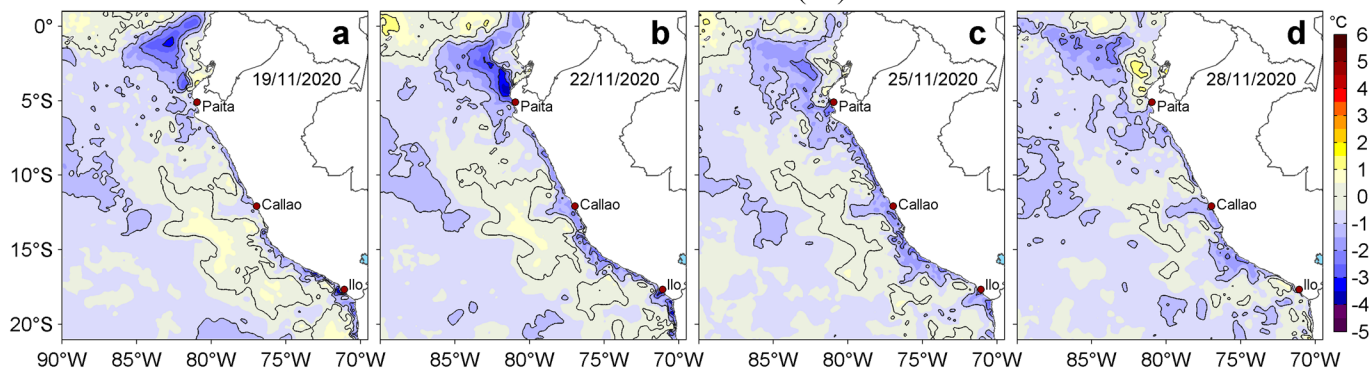 a
b
c
d
°C
0°
19/11/2020
22/11/2020
25/11/2020
28/11/2020
6
5
4
3
2
1
0
-1
-2
-3
-4
-5
5°S
Paita
Paita
Paita
Paita
10°S
Callao
Callao
Callao
Callao
15°S
Ilo
Ilo
Ilo
Ilo
20°S
90°W 85°W 80°W 75°W 70°W
85°W 80°W 75°W 70°W
85°W 80°W 75°W 70°W
85°W 80°W 75°W 70°W